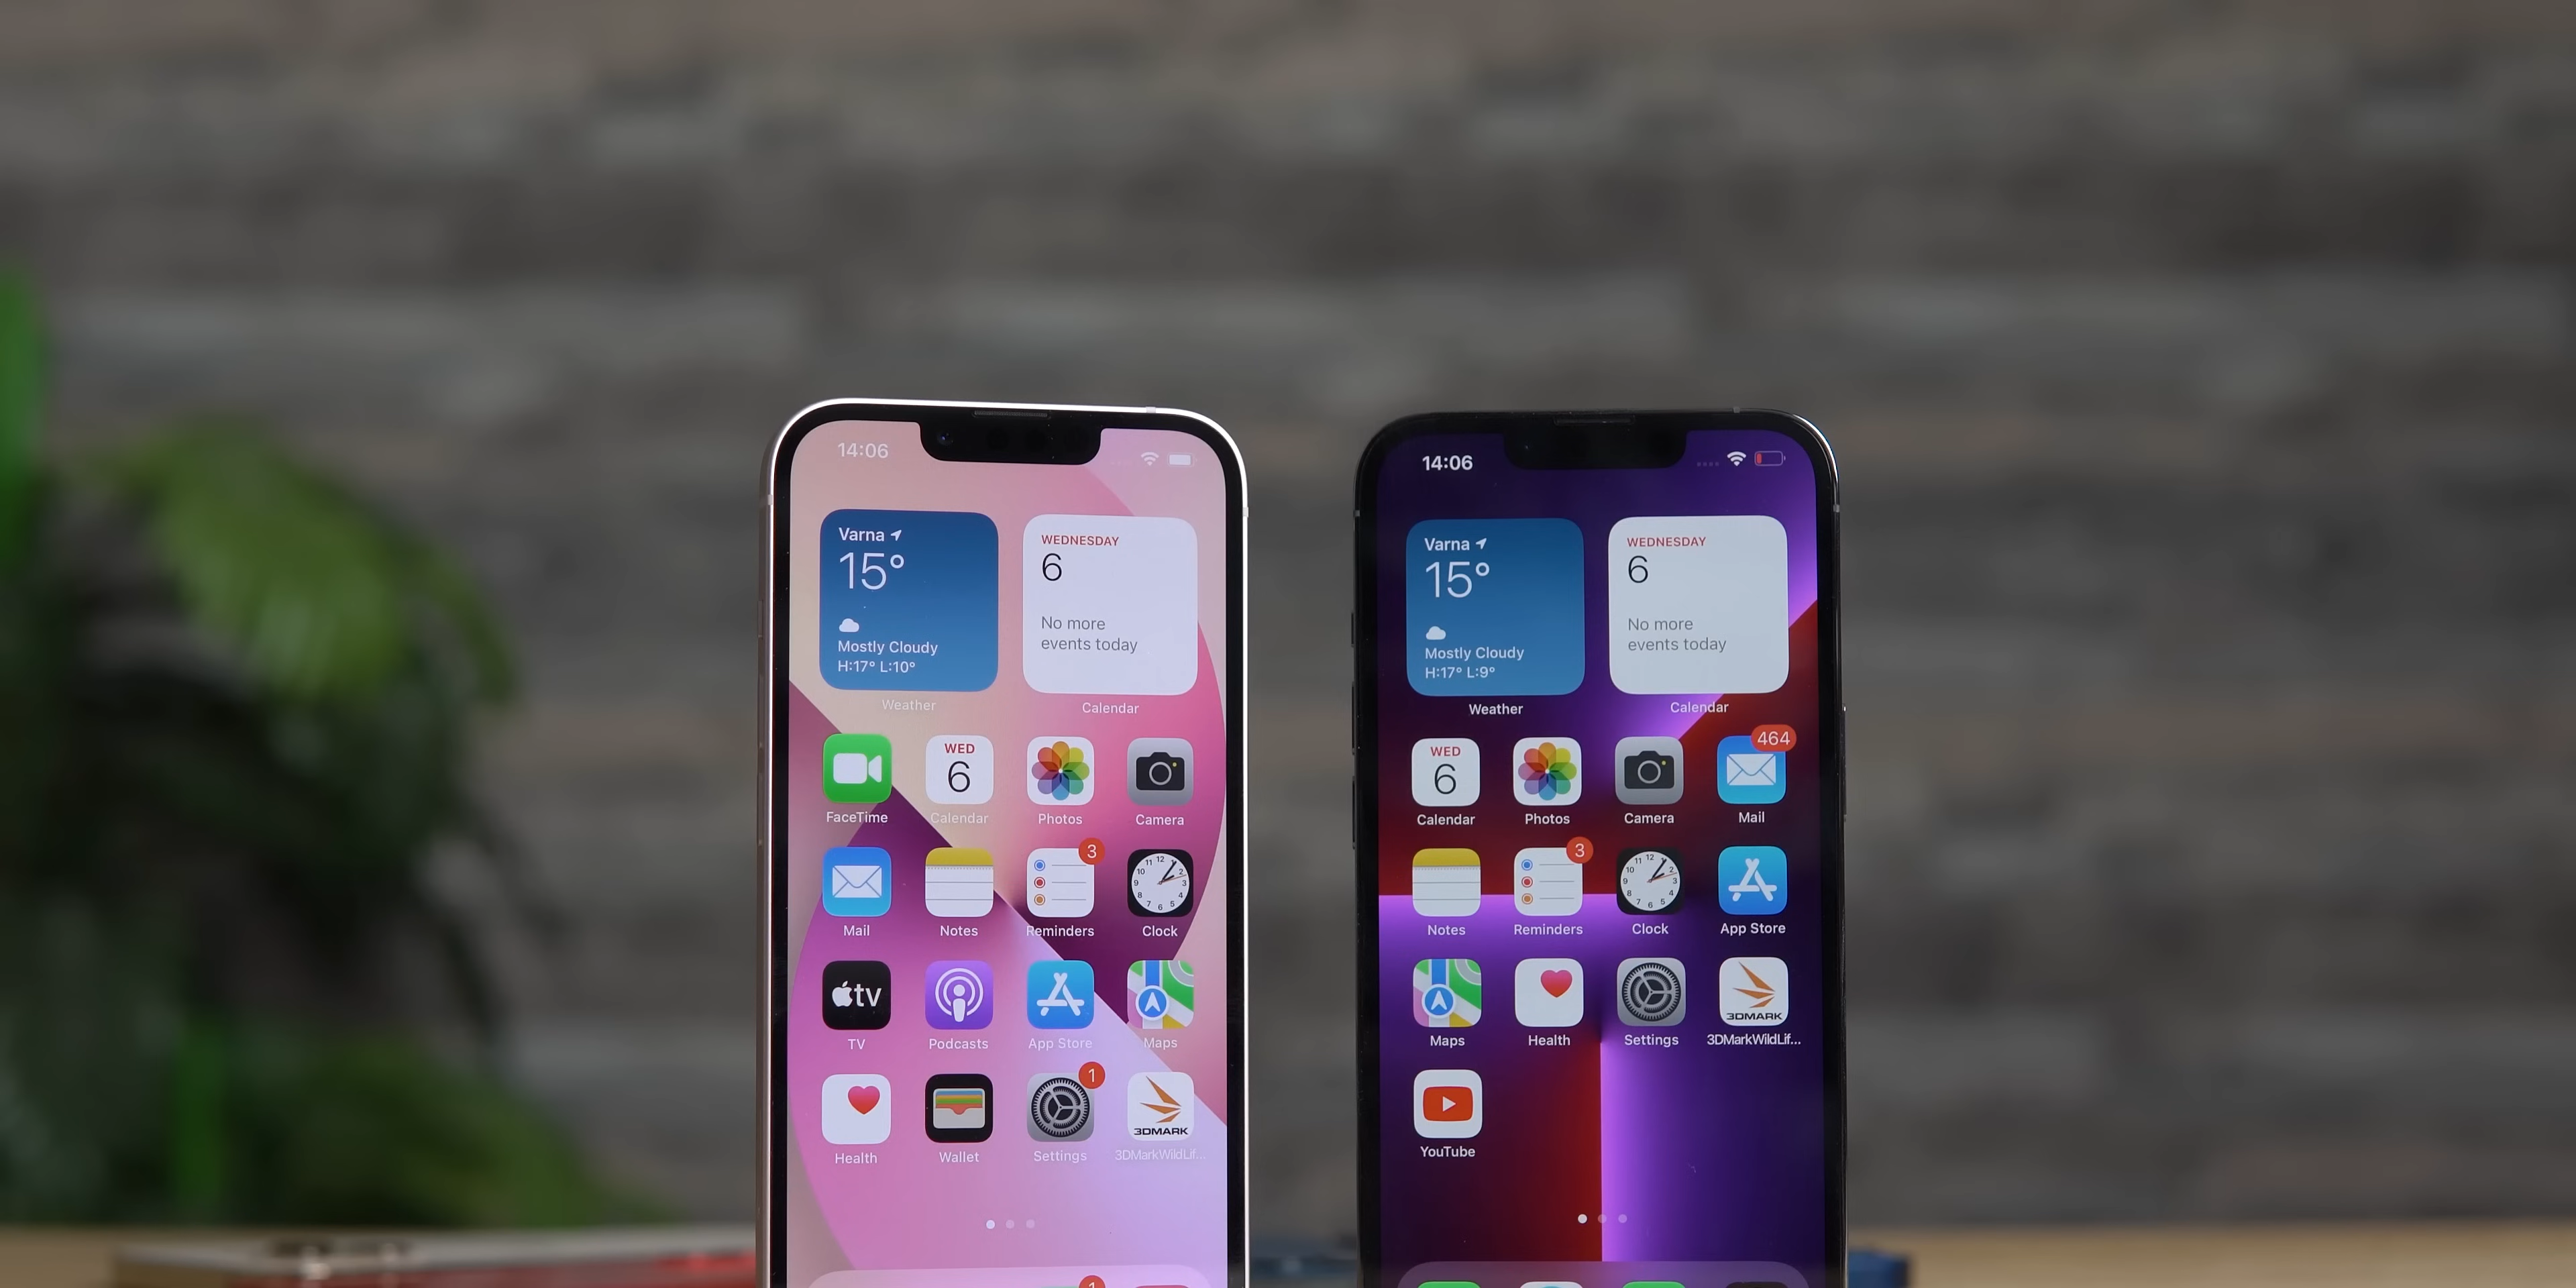 14:06
Varna
15°
Mostly Cloudy
H:17° L:10°
Weather
WEDNESDAY
6
No more
events today
Calendar
FaceTime
WED
6
Calendar
Photos
Camera
Mail
Notes
3
Reminders
Clock
tv
TV
Podcasts
App Store
Maps
Health
Wallet
1
Settings
3DMARK
3DMarkWildLif...
1
14:06
Varna
15°
Mostly Cloudy
H:17° L:9°
Weather
WEDNESDAY
6
No more
events today
Calendar
WED
6
Calendar
Photos
Camera
464
Mail
Notes
3
Reminders
Clock
App Store
Maps
Health
Settings
3DMARK
3DMarkWildLif...
YouTube